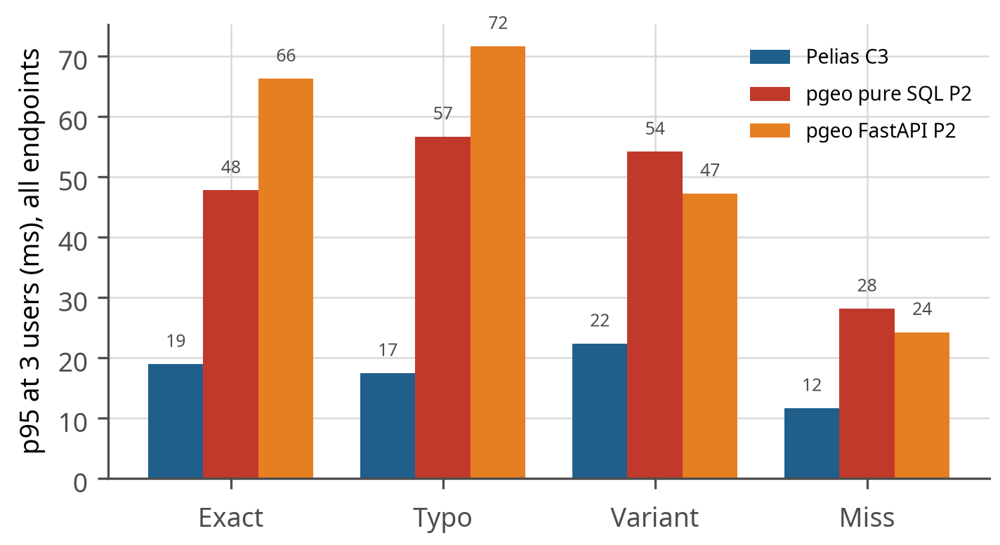 p95 at 3 users (ms), all endpoints
70
60
50
40
30
20
10
0
66
72
48
57
54
47
19
17
22
12
28
24
Pelias C3
pgeo pure SQL P2
pgeo FastAPI P2
Exact
Typo
Variant
Miss